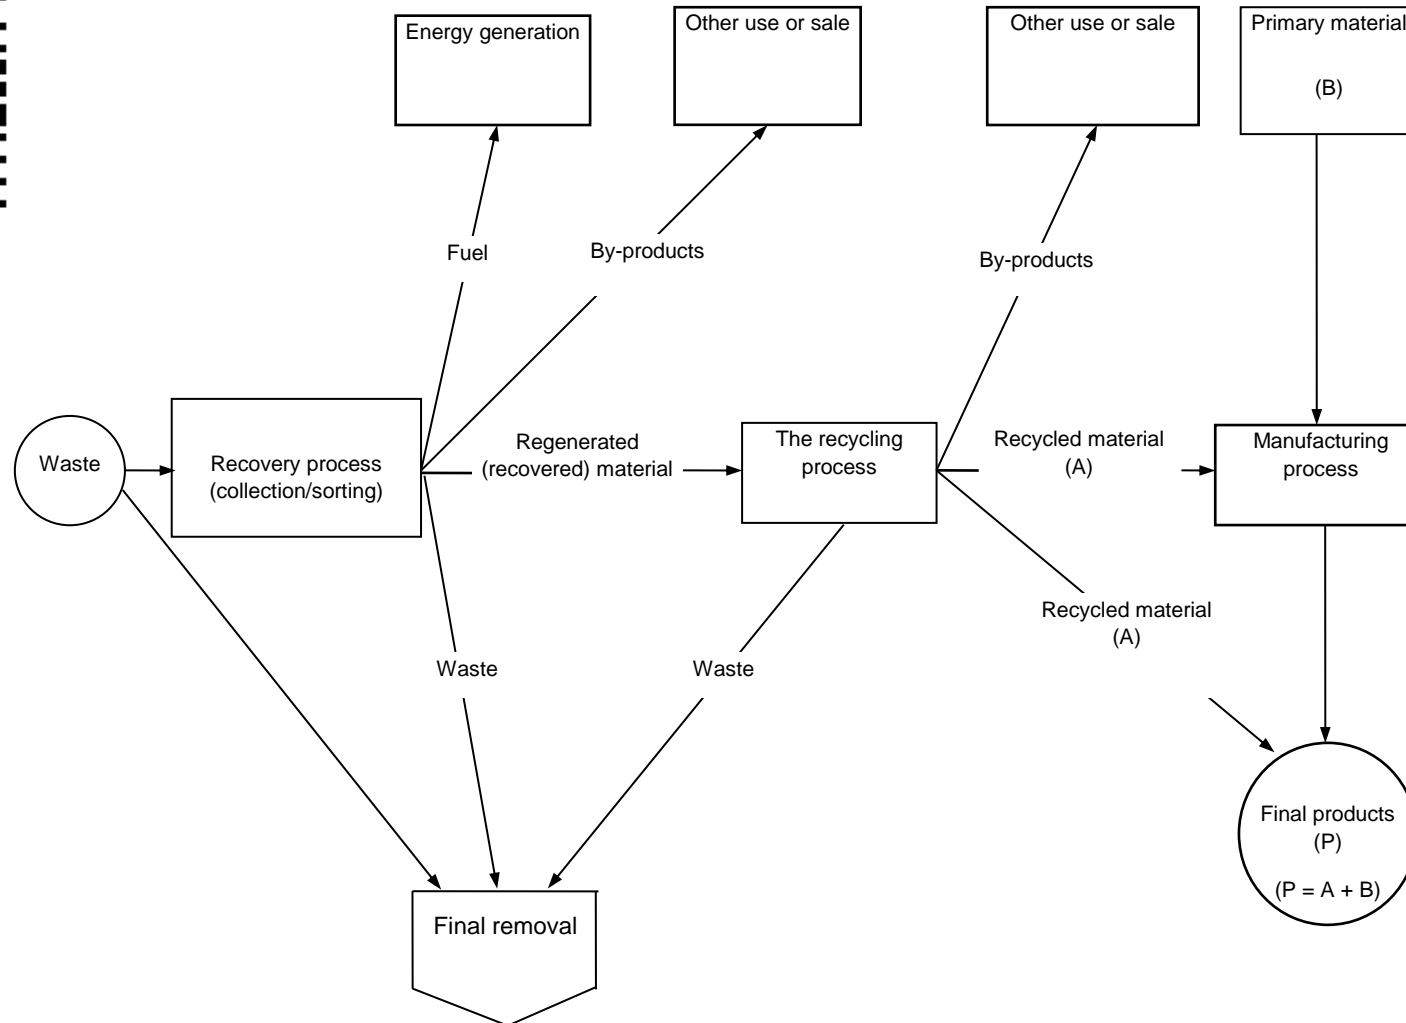 Energy generation
Other use or sale
Other use or sale
Primary material
(B)
Fuel
By-products
By-products
Waste
Recovery process
(collection/sorting)
Regenerated
(recovered) material
The recycling
process
Recycled material
(A)
Manufacturing
process
Recycled material
(A)
Waste
Waste
Final products
(P)
(P = A + B)
Final removal